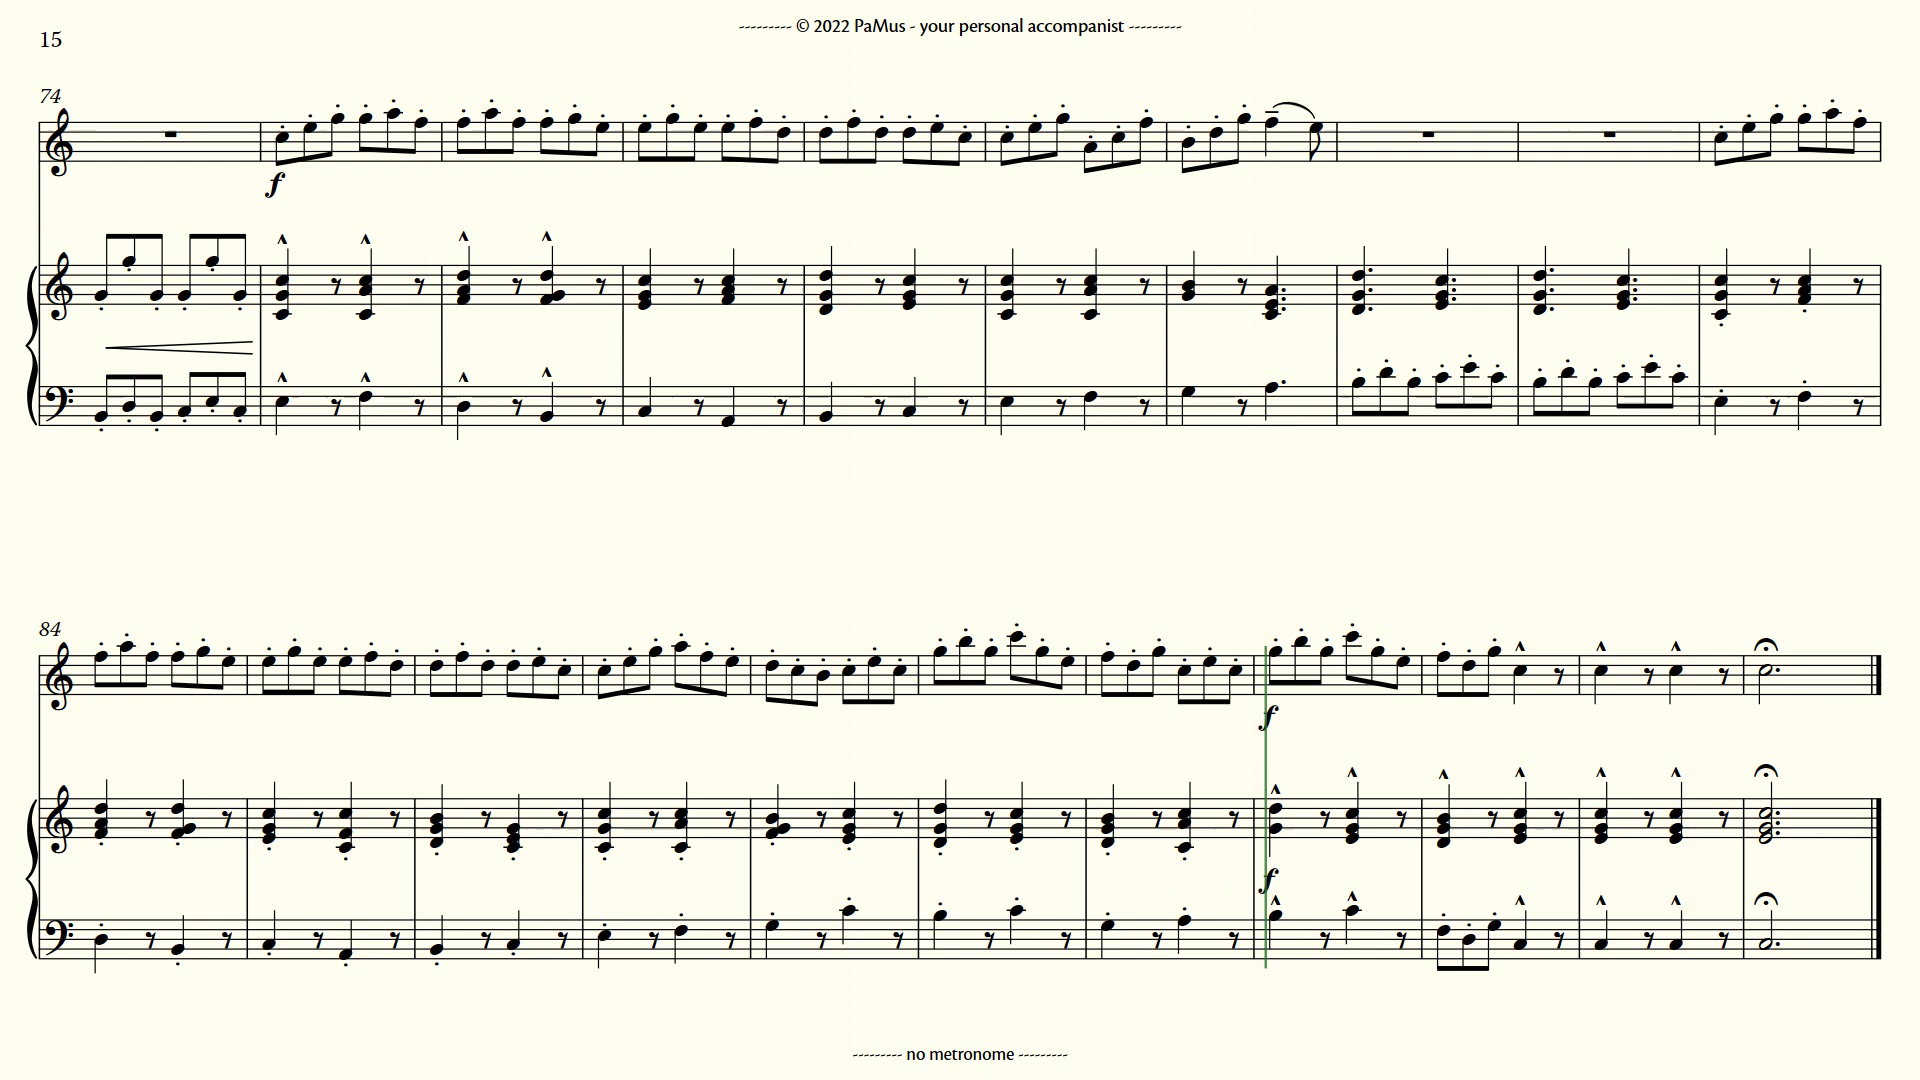 --------- © 2022 PaMus - your personal accompanist ---------
15
74
f
84
f
f
--------- no metronome ---------